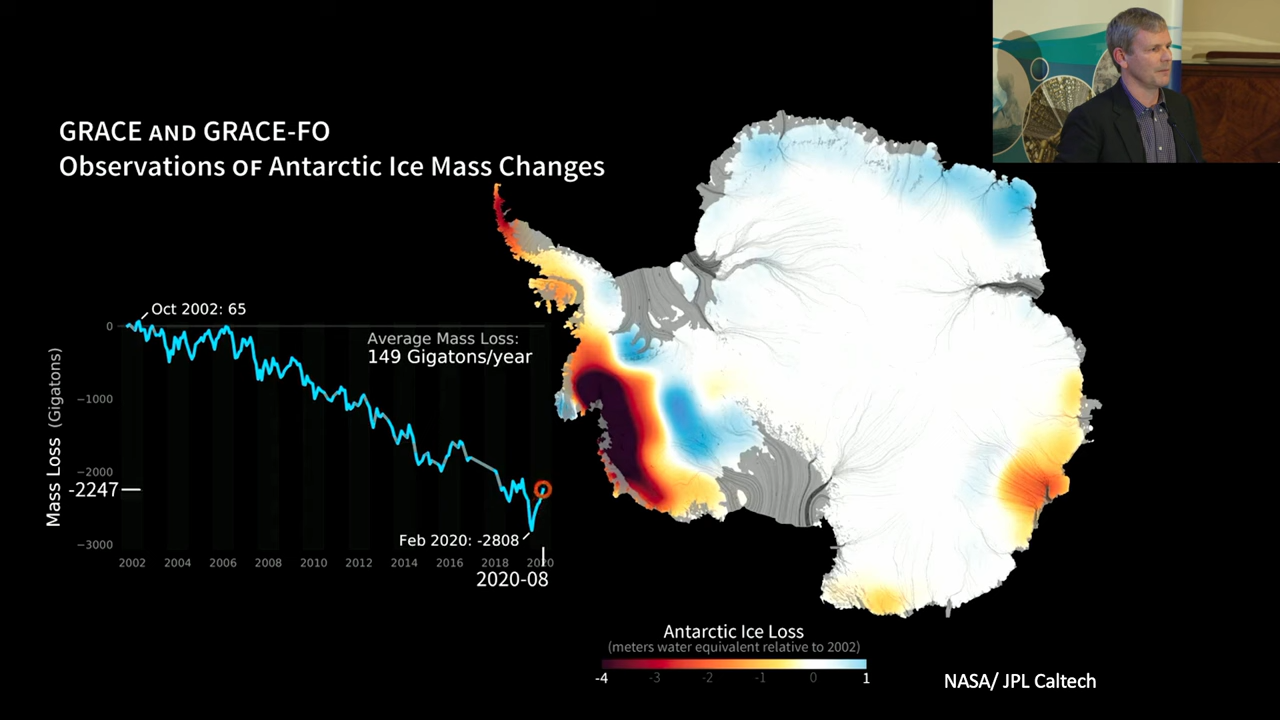 GRACE AND GRACE-FO
Observations OF Antarctic Ice Mass Changes
Oct 2002: 65
Average Mass Loss:
149 Gigatons/year
Mass Loss (Gigatons)
0
−1000
−2000
-2247
−3000
Feb 2020: -2808
2002 2004 2006 2008 2010 2012 2014 2016 2018 2020
2020-08
Antarctic Ice Loss
(meters water equivalent relative to 2002)
-4 -3 -2 -1 0 1
NASA/ JPL Caltech